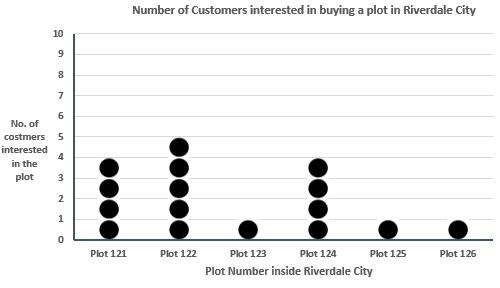 Number of Customers interested in buying a plot in Riverdale City
10
9
8
7
6
5
4
3
2
1
0
No. of
costmers
interested
in the
plot
Plot 121 Plot 122 Plot 123 Plot 124 Plot 125 Plot 126
Plot Number inside Riverdale City